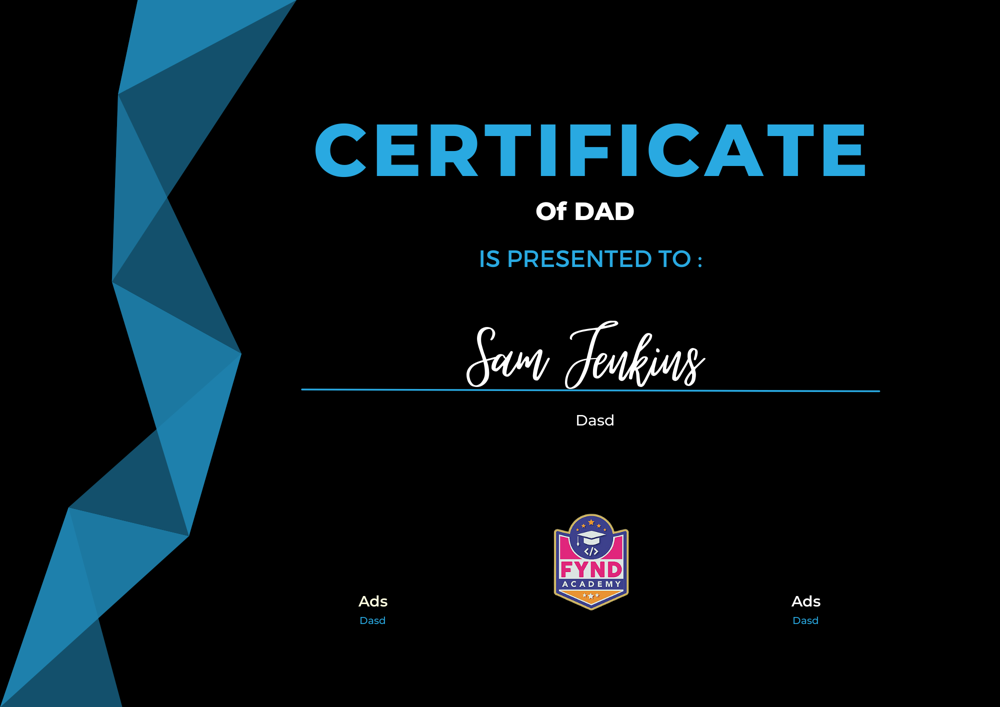 CERTIFICATE
Of DAD
IS PRESENTED TO :
Sam Jenkins
Dasd
</>
FYND
ACADEMY
Ads
Dasd
Ads
Dasd